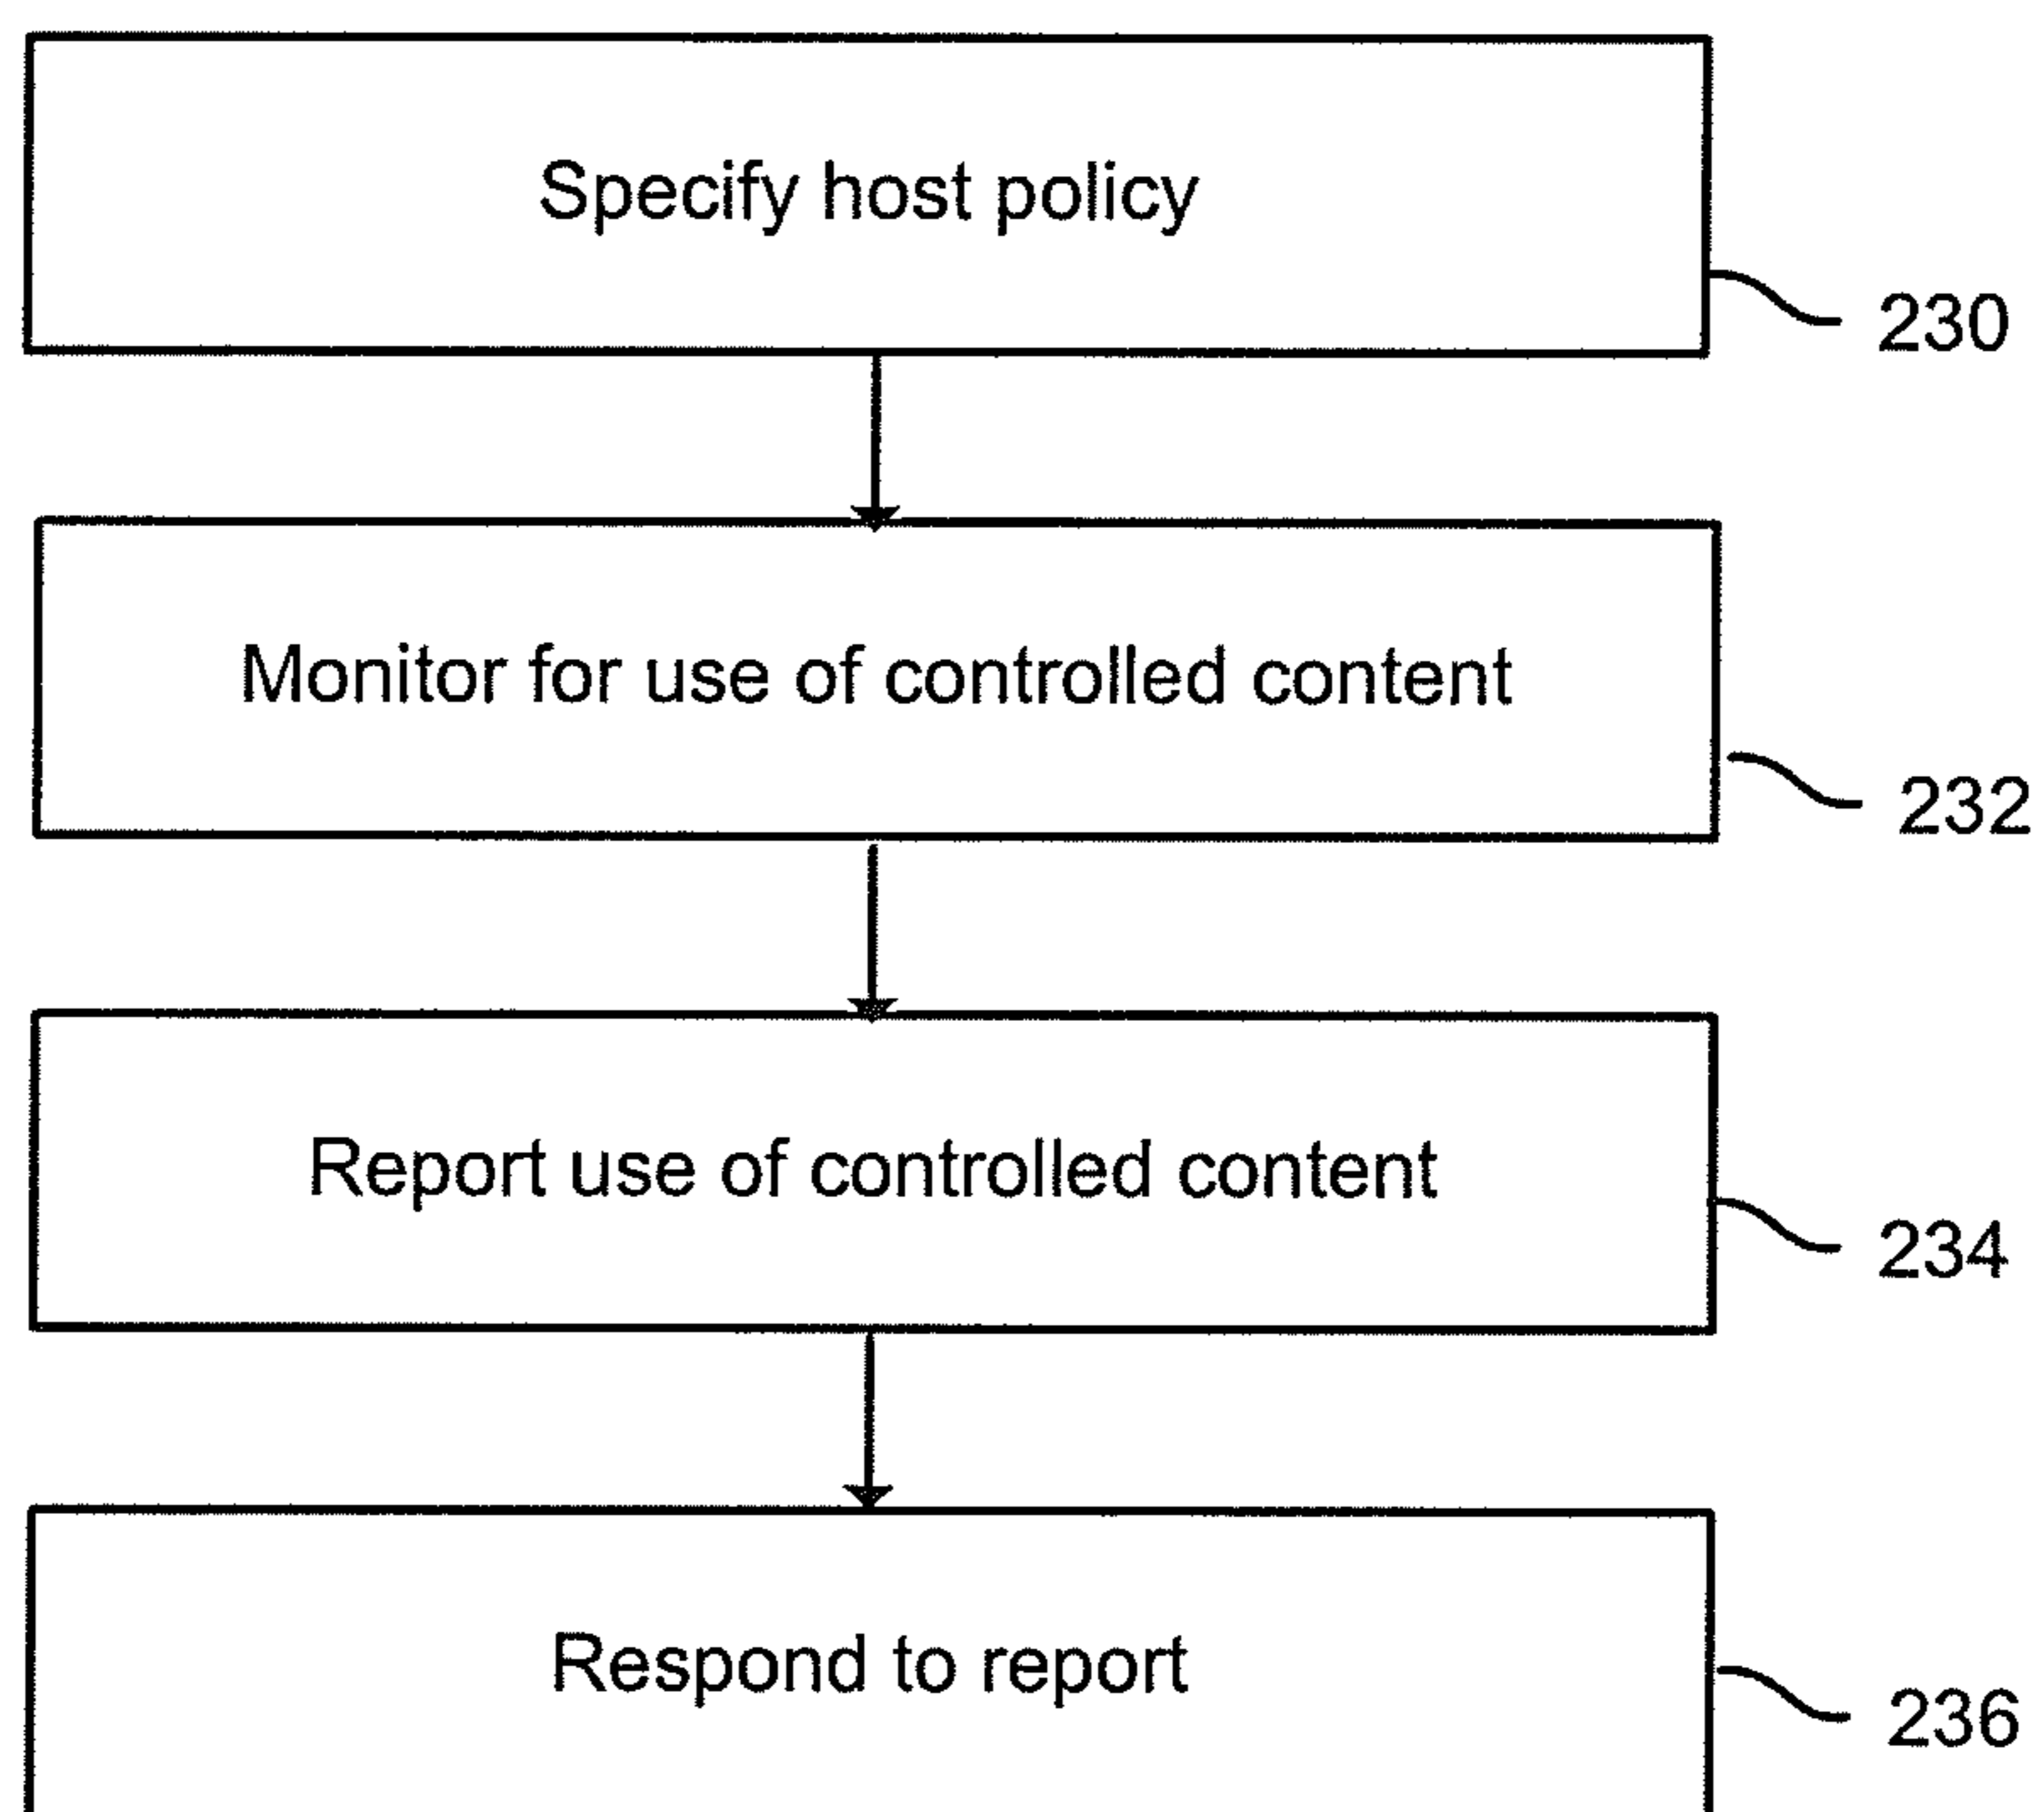 Specify host policy
230
Monitor for use of controlled content
232
Report use of controlled content
234
Respond to report
236